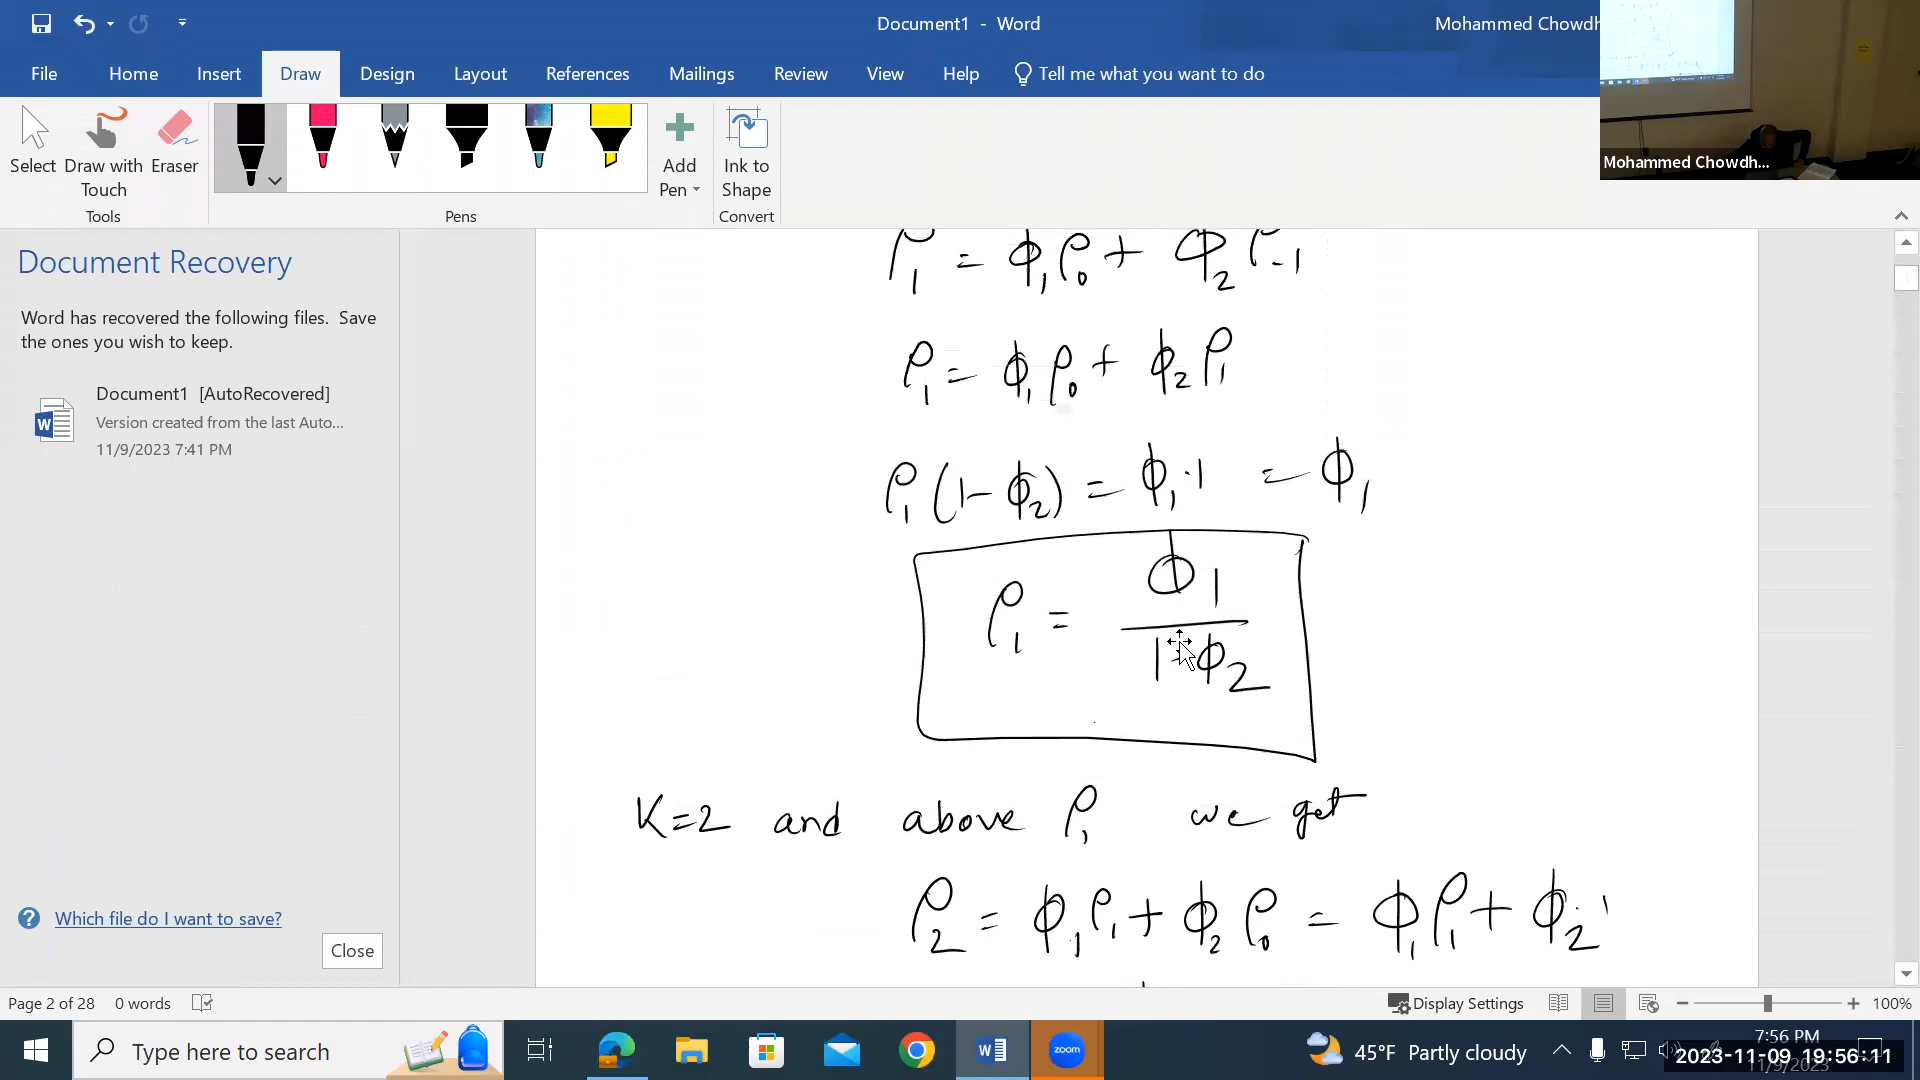 Document1 - Word
Mohammed Chowdh
File Home Insert Draw Design Layout References Mailings Review View Help Tell me what you want to do
Select
Draw with Touch
Eraser
Add Pen
Ink to Shape
Tools
Pens
Convert
Mohammed Chowdh...
Document Recovery
Word has recovered the following files. Save
the ones you wish to keep.
Document1 [AutoRecovered]
Version created from the last Auto...
11/9/2023 7:41 PM
Which file do I want to save?
Close
ρ₁ = ϕ₁ρ₀ + ϕ₂ρ₋₁
ρ₁ = ϕ₁ρ₀ + ϕ₂ρ₁
ρ₁(1-ϕ₂) = ϕ₁·1 = ϕ₁
ρ₁ = ϕ₁ / 1-ϕ₂
K=2 and above ρ₁ we get
ρ₂ = ϕ₁ρ₁ + ϕ₂ρ₀ = ϕ₁ρ₁ + ϕ₂·1
Page 2 of 28 0 words
Display Settings
100%
Type here to search
W
zoom
45°F Partly cloudy
7:56 PM
2023-11-09 19:56:11
11/9/2023